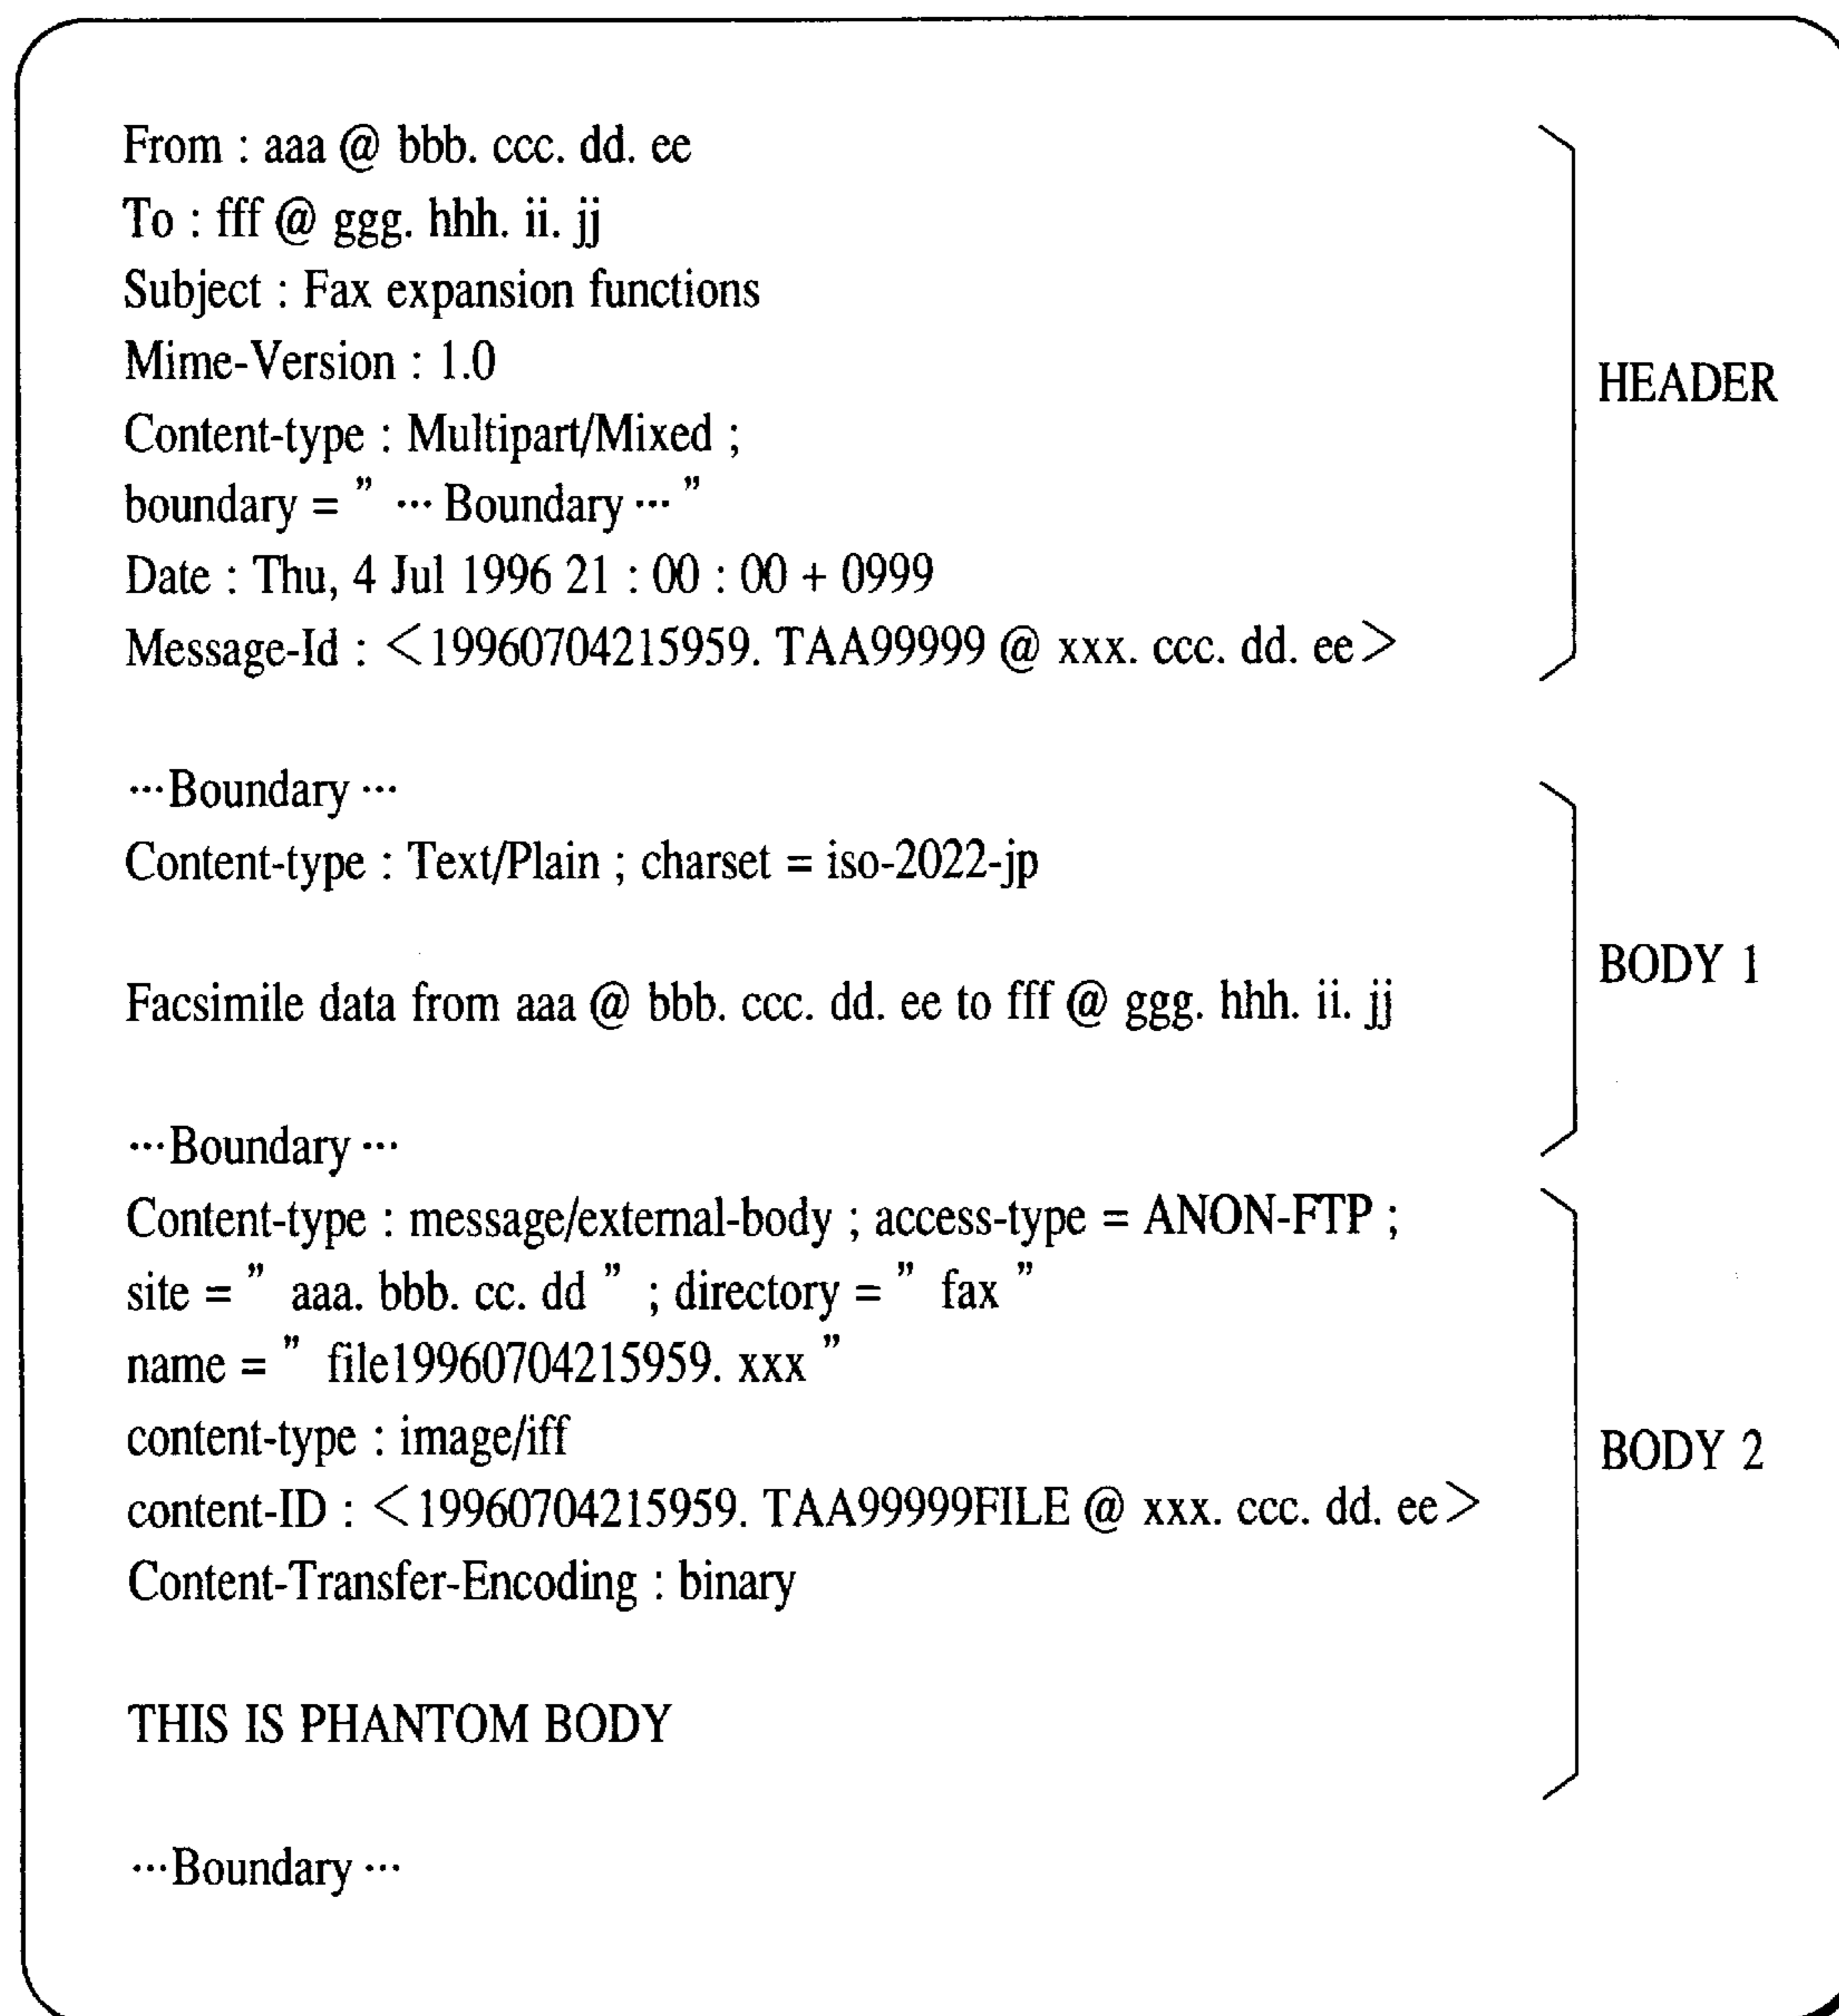 From : aaa @ bbb. ccc. dd. ee
To : fff @ ggg. hhh. ii. jj
Subject : Fax expansion functions
Mime-Version : 1.0
Content-type : Multipart/Mixed ;
boundary = ” ··· Boundary ··· ”
Date : Thu, 4 Jul 1996 21 : 00 : 00 + 0999
Message-Id : <19960704215959. TAA99999 @ xxx. ccc. dd. ee>
HEADER
···Boundary ···
Content-type : Text/Plain ; charset = iso-2022-jp
Facsimile data from aaa @ bbb. ccc. dd. ee to fff @ ggg. hhh. ii. jj
BODY 1
···Boundary ···
Content-type : message/external-body ; access-type = ANON-FTP ;
site = ” aaa. bbb. cc. dd ” ; directory = ” fax ”
name = ” file19960704215959. xxx ”
content-type : image/iff
content-ID : <19960704215959. TAA99999FILE @ xxx. ccc. dd. ee>
Content-Transfer-Encoding : binary
THIS IS PHANTOM BODY
BODY 2
···Boundary ···